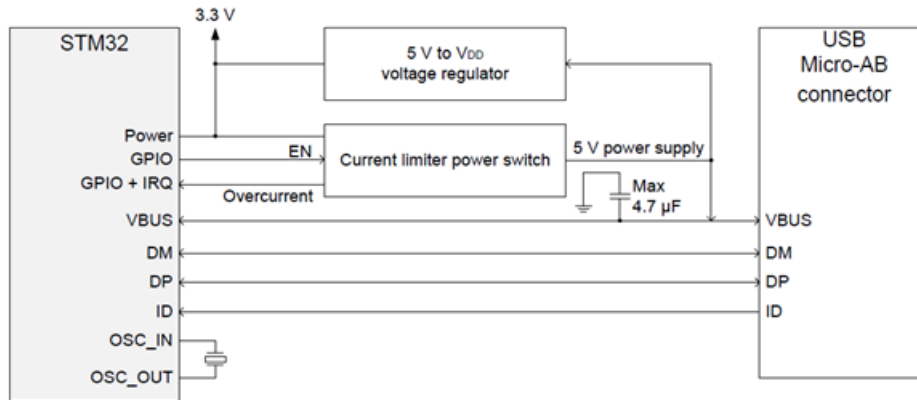 3.3 V
STM32
5 V to VDD
voltage regulator
USB
Micro-AB
connector
Power
GPIO
EN
Current limiter power switch
5 V power supply
GPIO + IRQ
Overcurrent
Max
4.7 µF
VBUS
VBUS
DM
DM
DP
DP
ID
ID
OSC_IN
OSC_OUT